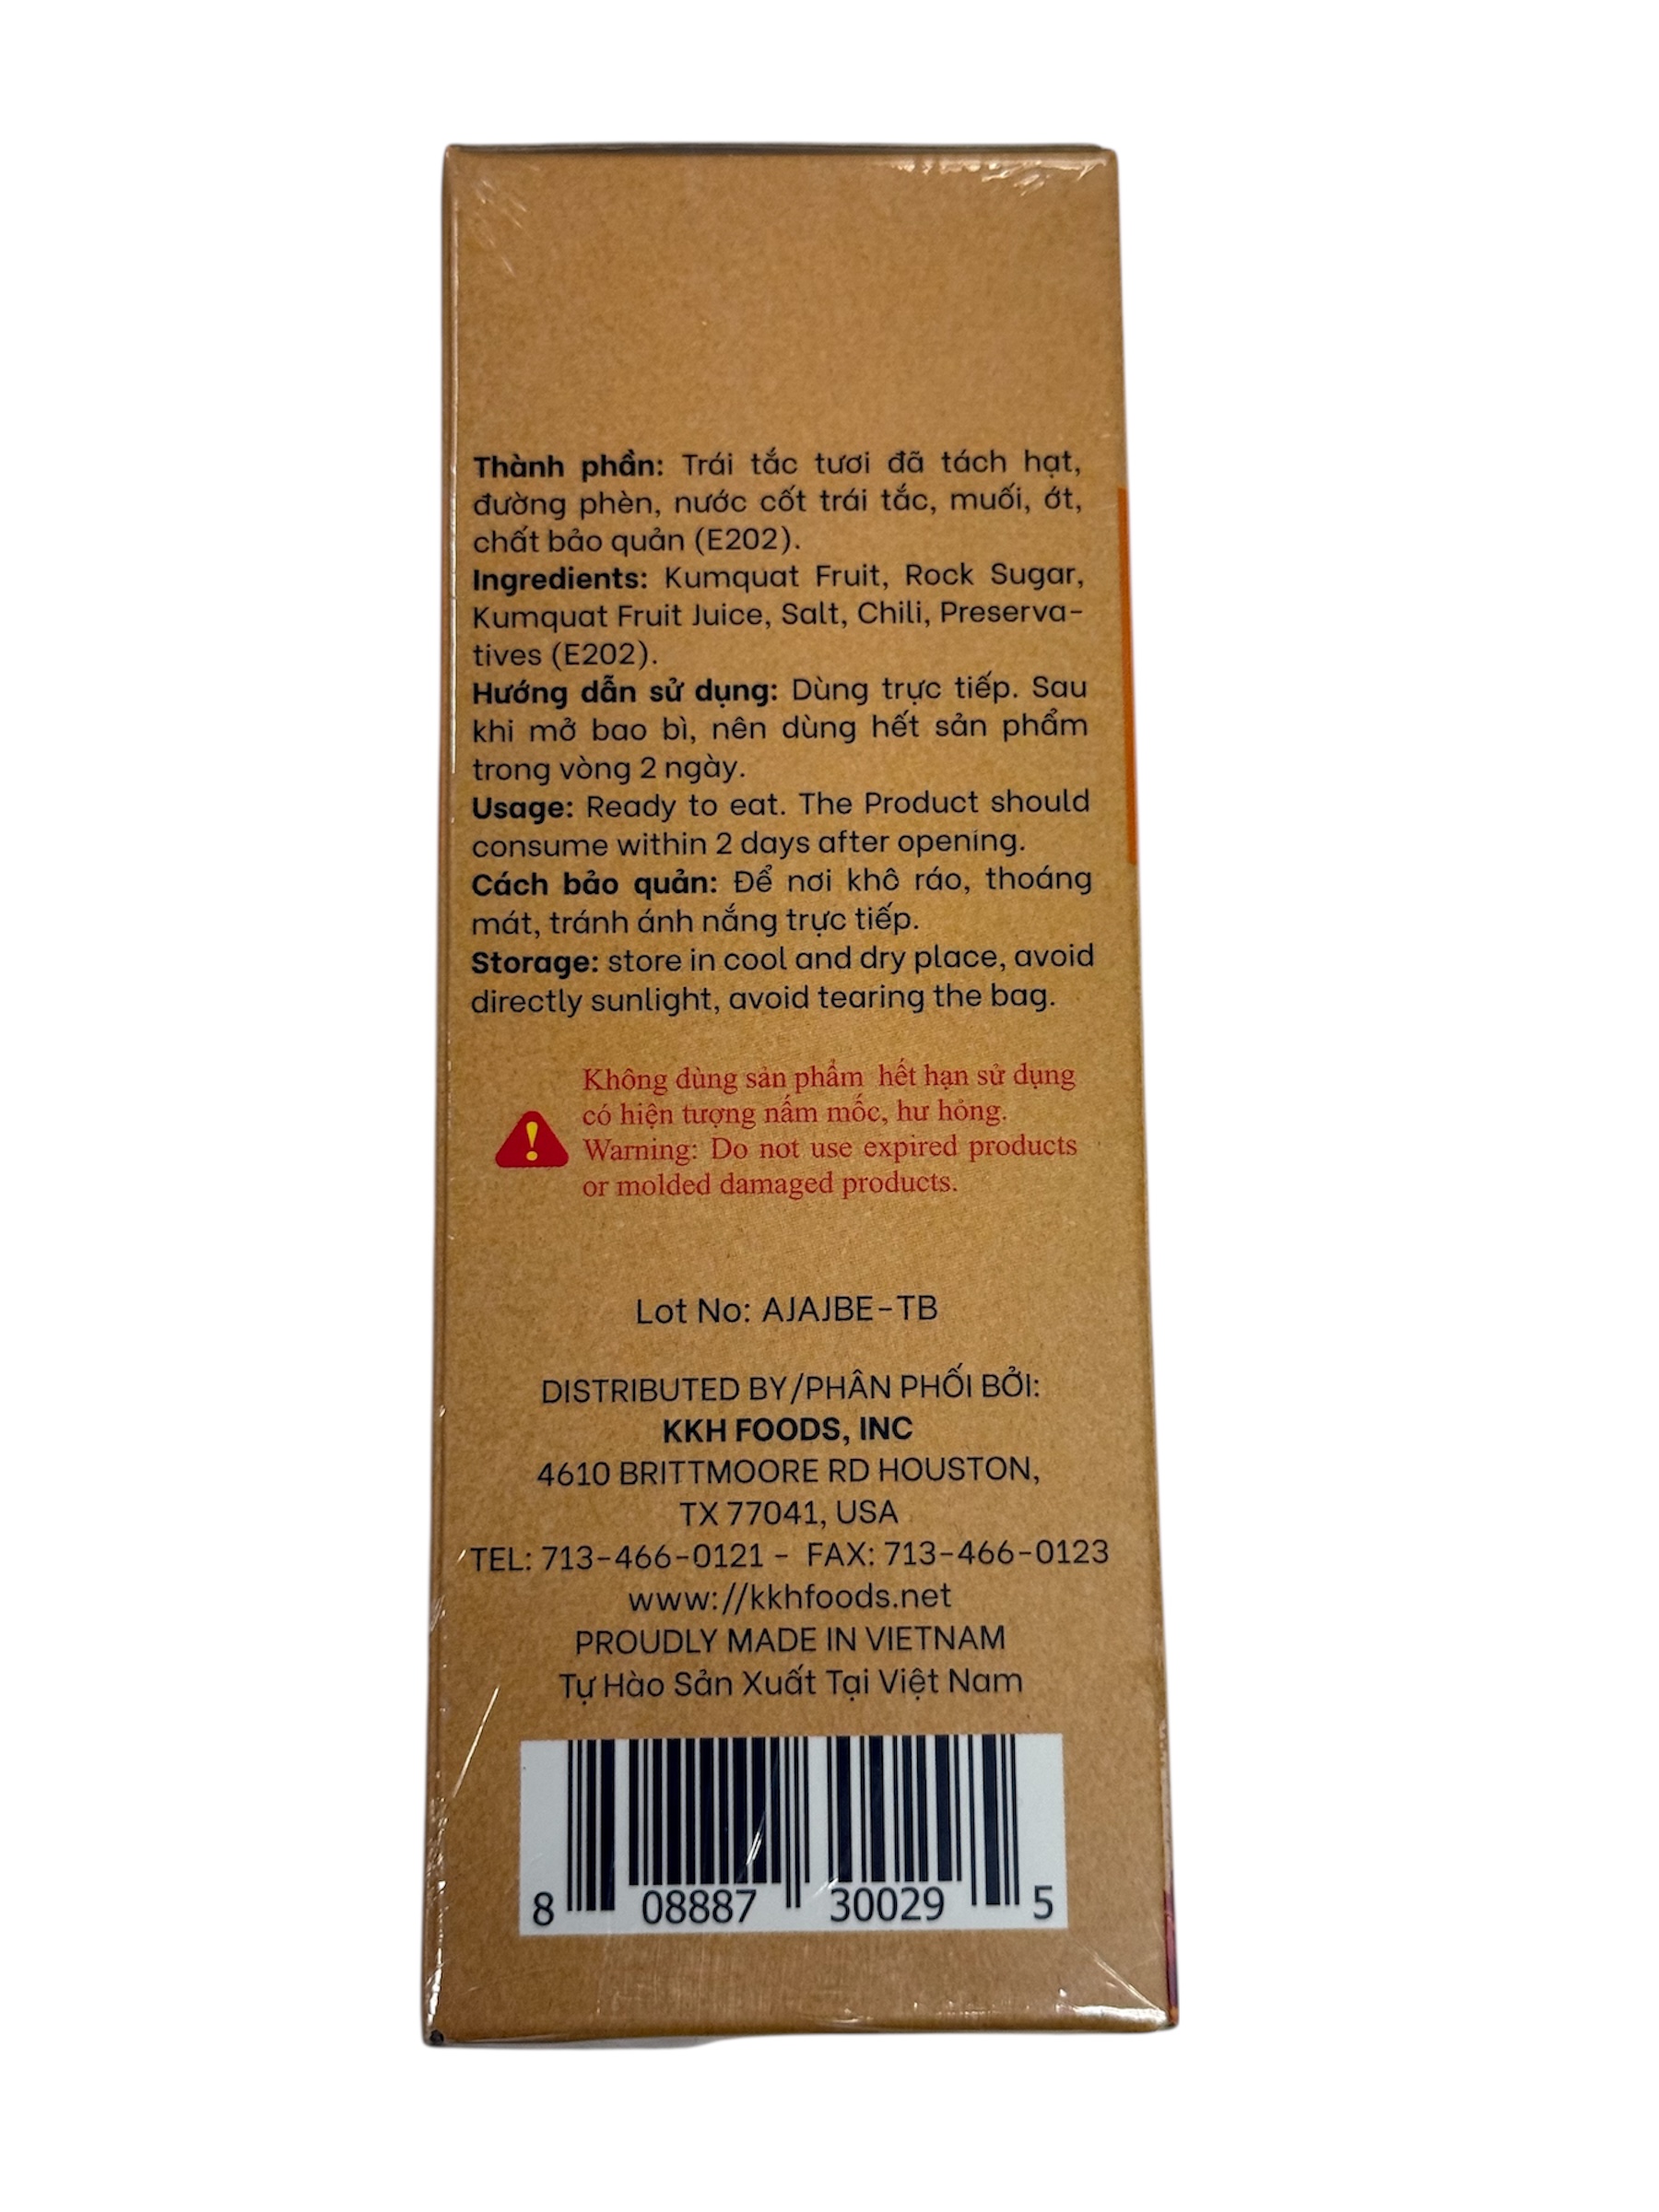 Thành phần: Trái tắc tươi đã tách hạt,
đường phèn, nước cốt trái tắc, muối, ớt,
chất bảo quản (E202).
Ingredients: Kumquat Fruit, Rock Sugar,
Kumquat Fruit Juice, Salt, Chili, Preserva-
tives (E202).
Hướng dẫn sử dụng: Dùng trực tiếp. Sau
khi mở bao bì, nên dùng hết sản phẩm
trong vòng 2 ngày.
Usage: Ready to eat. The Product should
consume within 2 days after opening.
Cách bảo quản: Để nơi khô ráo, thoáng
mát, tránh ánh nắng trực tiếp.
Storage: store in cool and dry place, avoid
directly sunlight, avoid tearing the bag.
Không dùng sản phẩm hết hạn sử dụng
có hiện tượng nấm mốc, hư hỏng.
Warning: Do not use expired products
or molded damaged products.
Lot No: AJAJBE-TB
DISTRIBUTED BY/PHÂN PHỐI BỞI:
KKH FOODS, INC
4610 BRITTMOORE RD HOUSTON,
TX 77041, USA
TEL: 713-466-0121 - FAX: 713-466-0123
www://kkhfoods.net
PROUDLY MADE IN VIETNAM
Tự Hào Sản Xuất Tại Việt Nam
8 08887 30029 5